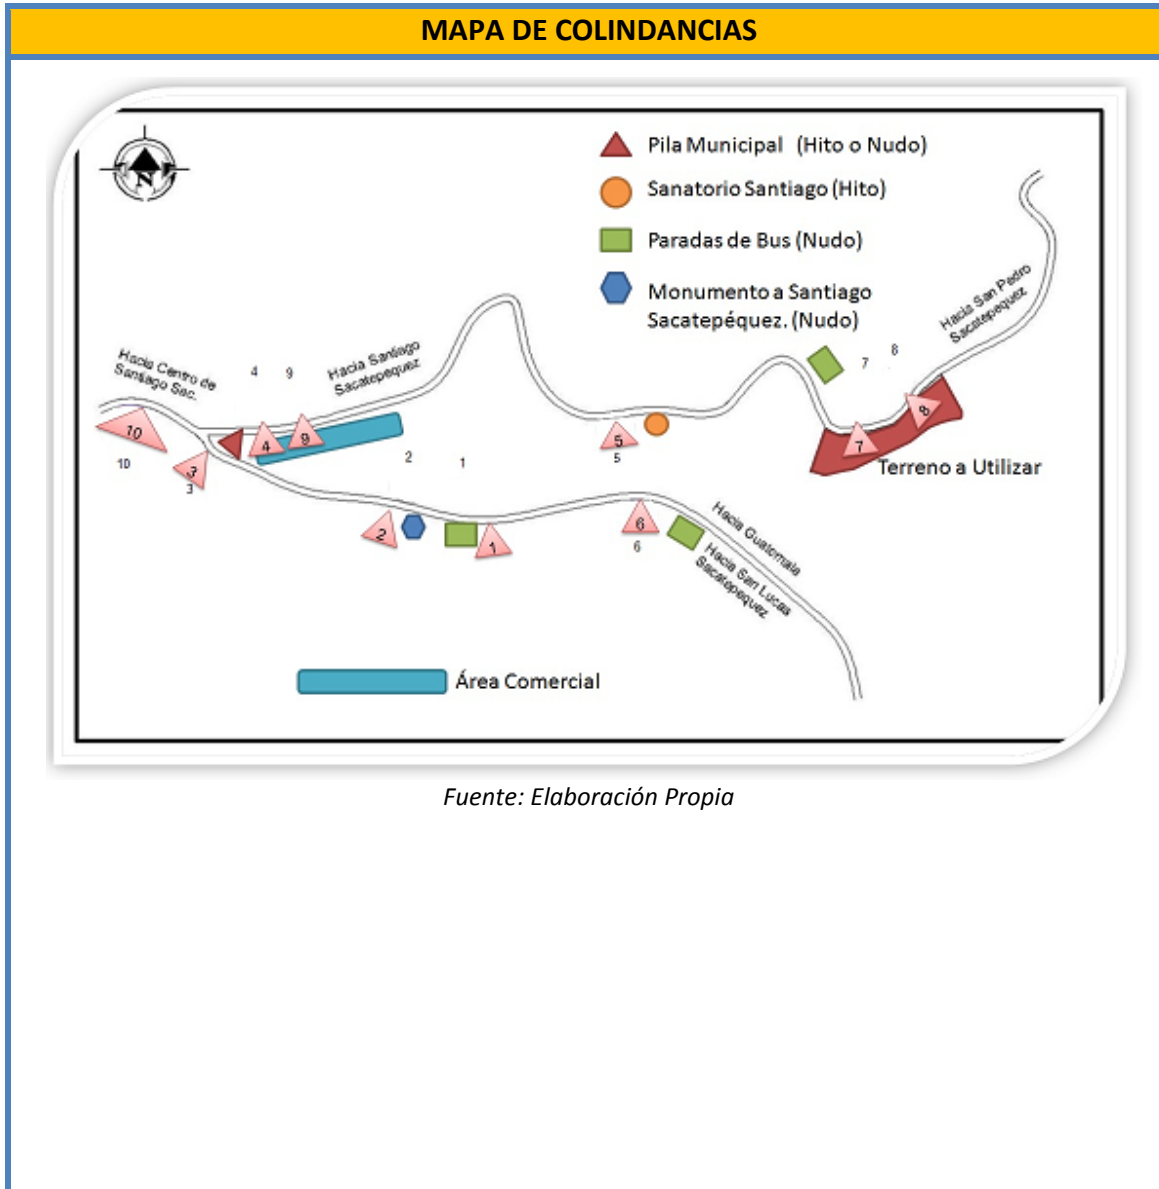 MAPA DE COLINDANCIAS
N
Pila Municipal (Hito o Nudo)
Sanatorio Santiago (Hito)
Paradas de Bus (Nudo)
Monumento a Santiago
Sacatepéquez. (Nudo)
Hacia San Pedro
Sacatepequez
Hacia Centro de
Santiago Sac.
4
9
Hacia Santiago
Sacatepequez
7
8
10
3
4
9
5
7
8
Terreno a Utilizar
10
3
2
1
5
2
1
6
6
Hacia Guatemala
Hacia San Lucas
Sacatepequez
Área Comercial
Fuente: Elaboración Propia